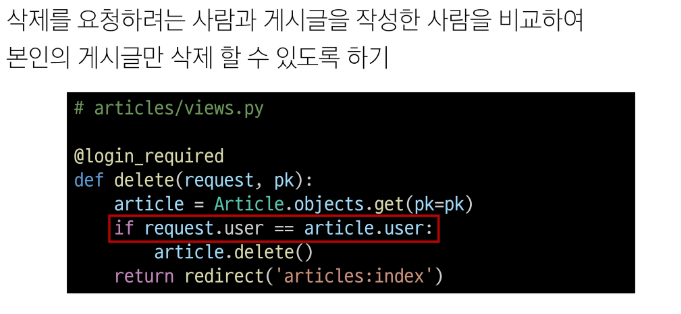 삭제를 요청하려는 사람과 게시글을 작성한 사람을 비교하여
본인의 게시글만 삭제 할 수 있도록 하기
# articles/views.py
@login_required
def delete(request, pk):
    article = Article.objects.get(pk=pk)
    if request.user == article.user:
        article.delete()
    return redirect('articles:index')